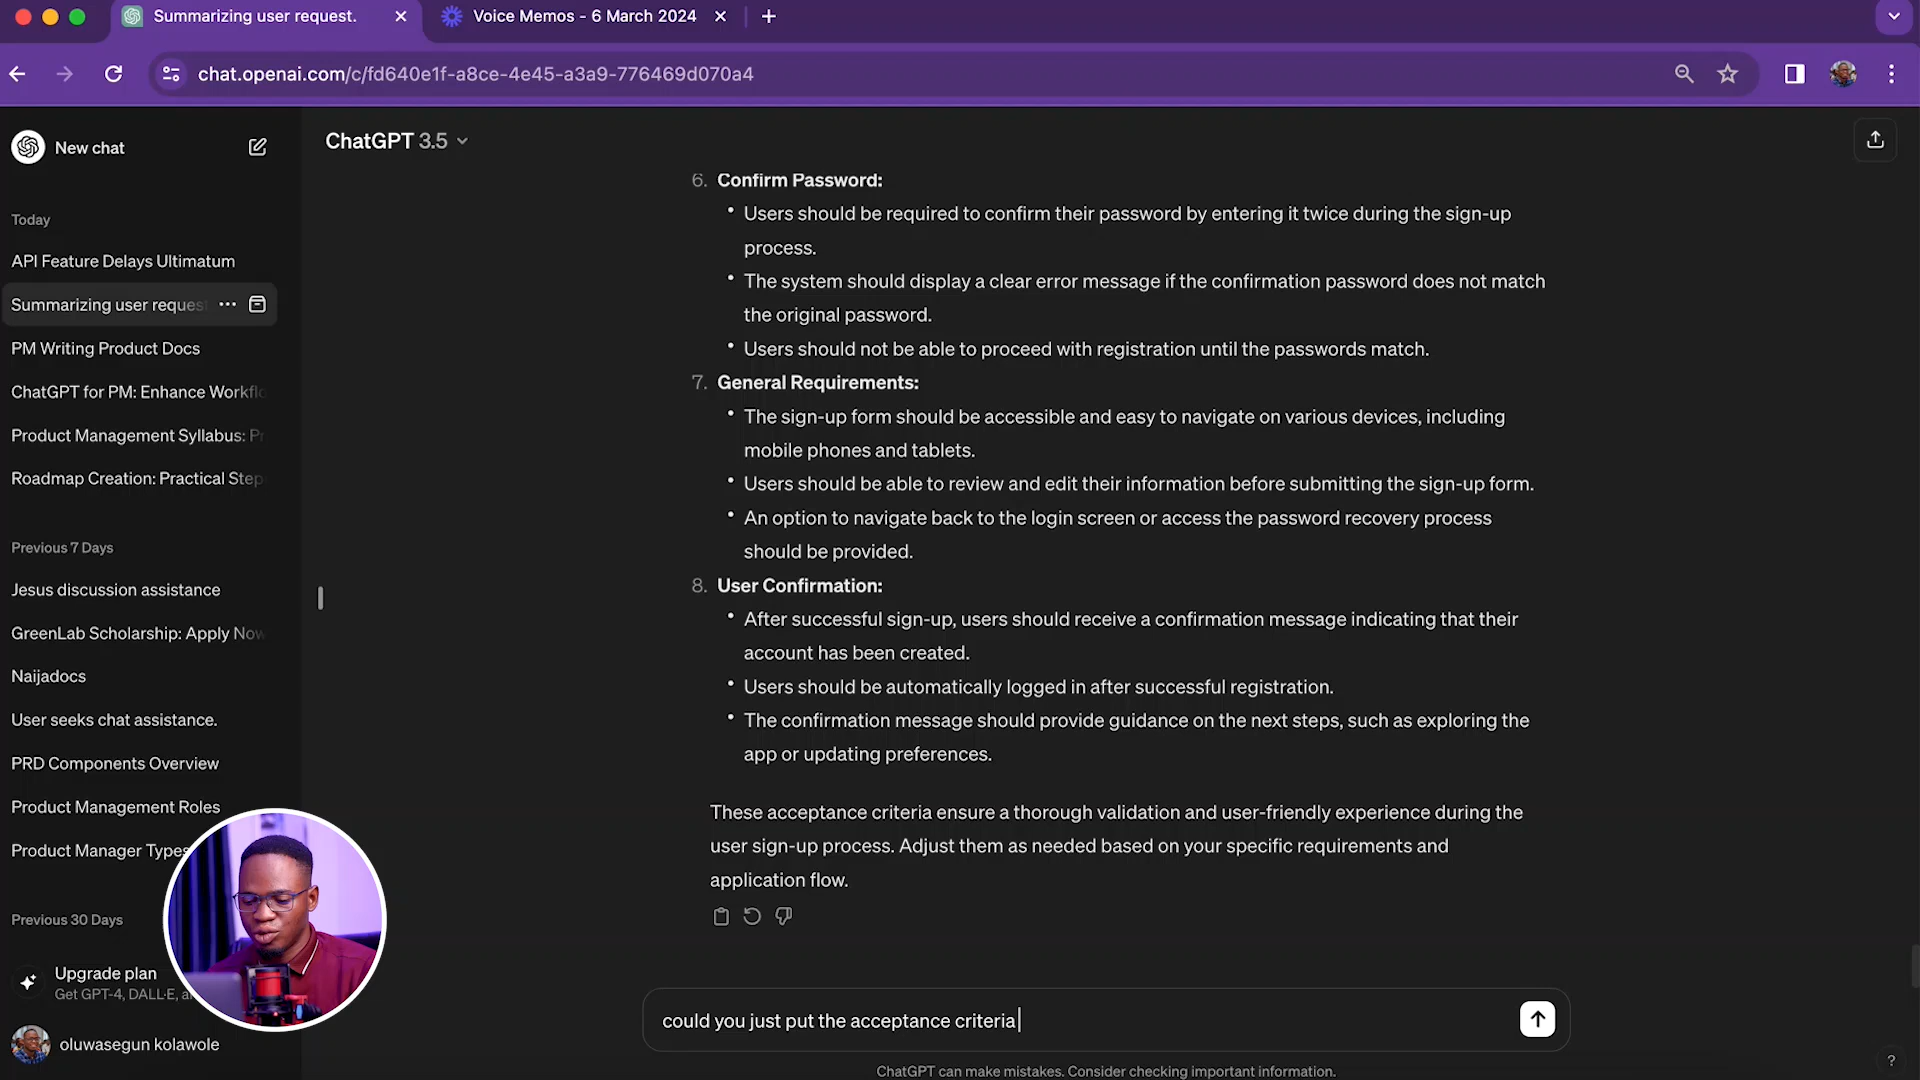 Summarizing user request.
Voice Memos - 6 March 2024
chat.openai.com/c/fd640e1f-a8ce-4e45-a3a9-776469d070a4
New chat
Today
API Feature Delays Ultimatum
Summarizing user reques
PM Writing Product Docs
ChatGPT for PM: Enhance Workflo
Product Management Syllabus: Pr
Roadmap Creation: Practical Step
Previous 7 Days
Jesus discussion assistance
GreenLab Scholarship: Apply Now
Naijadocs
User seeks chat assistance.
PRD Components Overview
Product Management Roles
Product Manager Types
Previous 30 Days
Upgrade plan
Get GPT-4, DALL·E, a
oluwasegun kolawole
ChatGPT 3.5
6. Confirm Password:
• Users should be required to confirm their password by entering it twice during the sign-up
process.
• The system should display a clear error message if the confirmation password does not match
the original password.
• Users should not be able to proceed with registration until the passwords match.
7. General Requirements:
• The sign-up form should be accessible and easy to navigate on various devices, including
mobile phones and tablets.
• Users should be able to review and edit their information before submitting the sign-up form.
• An option to navigate back to the login screen or access the password recovery process
should be provided.
8. User Confirmation:
• After successful sign-up, users should receive a confirmation message indicating that their
account has been created.
• Users should be automatically logged in after successful registration.
• The confirmation message should provide guidance on the next steps, such as exploring the
app or updating preferences.
These acceptance criteria ensure a thorough validation and user-friendly experience during the
user sign-up process. Adjust them as needed based on your specific requirements and
application flow.
could you just put the acceptance criteria
ChatGPT can make mistakes. Consider checking important information.
?